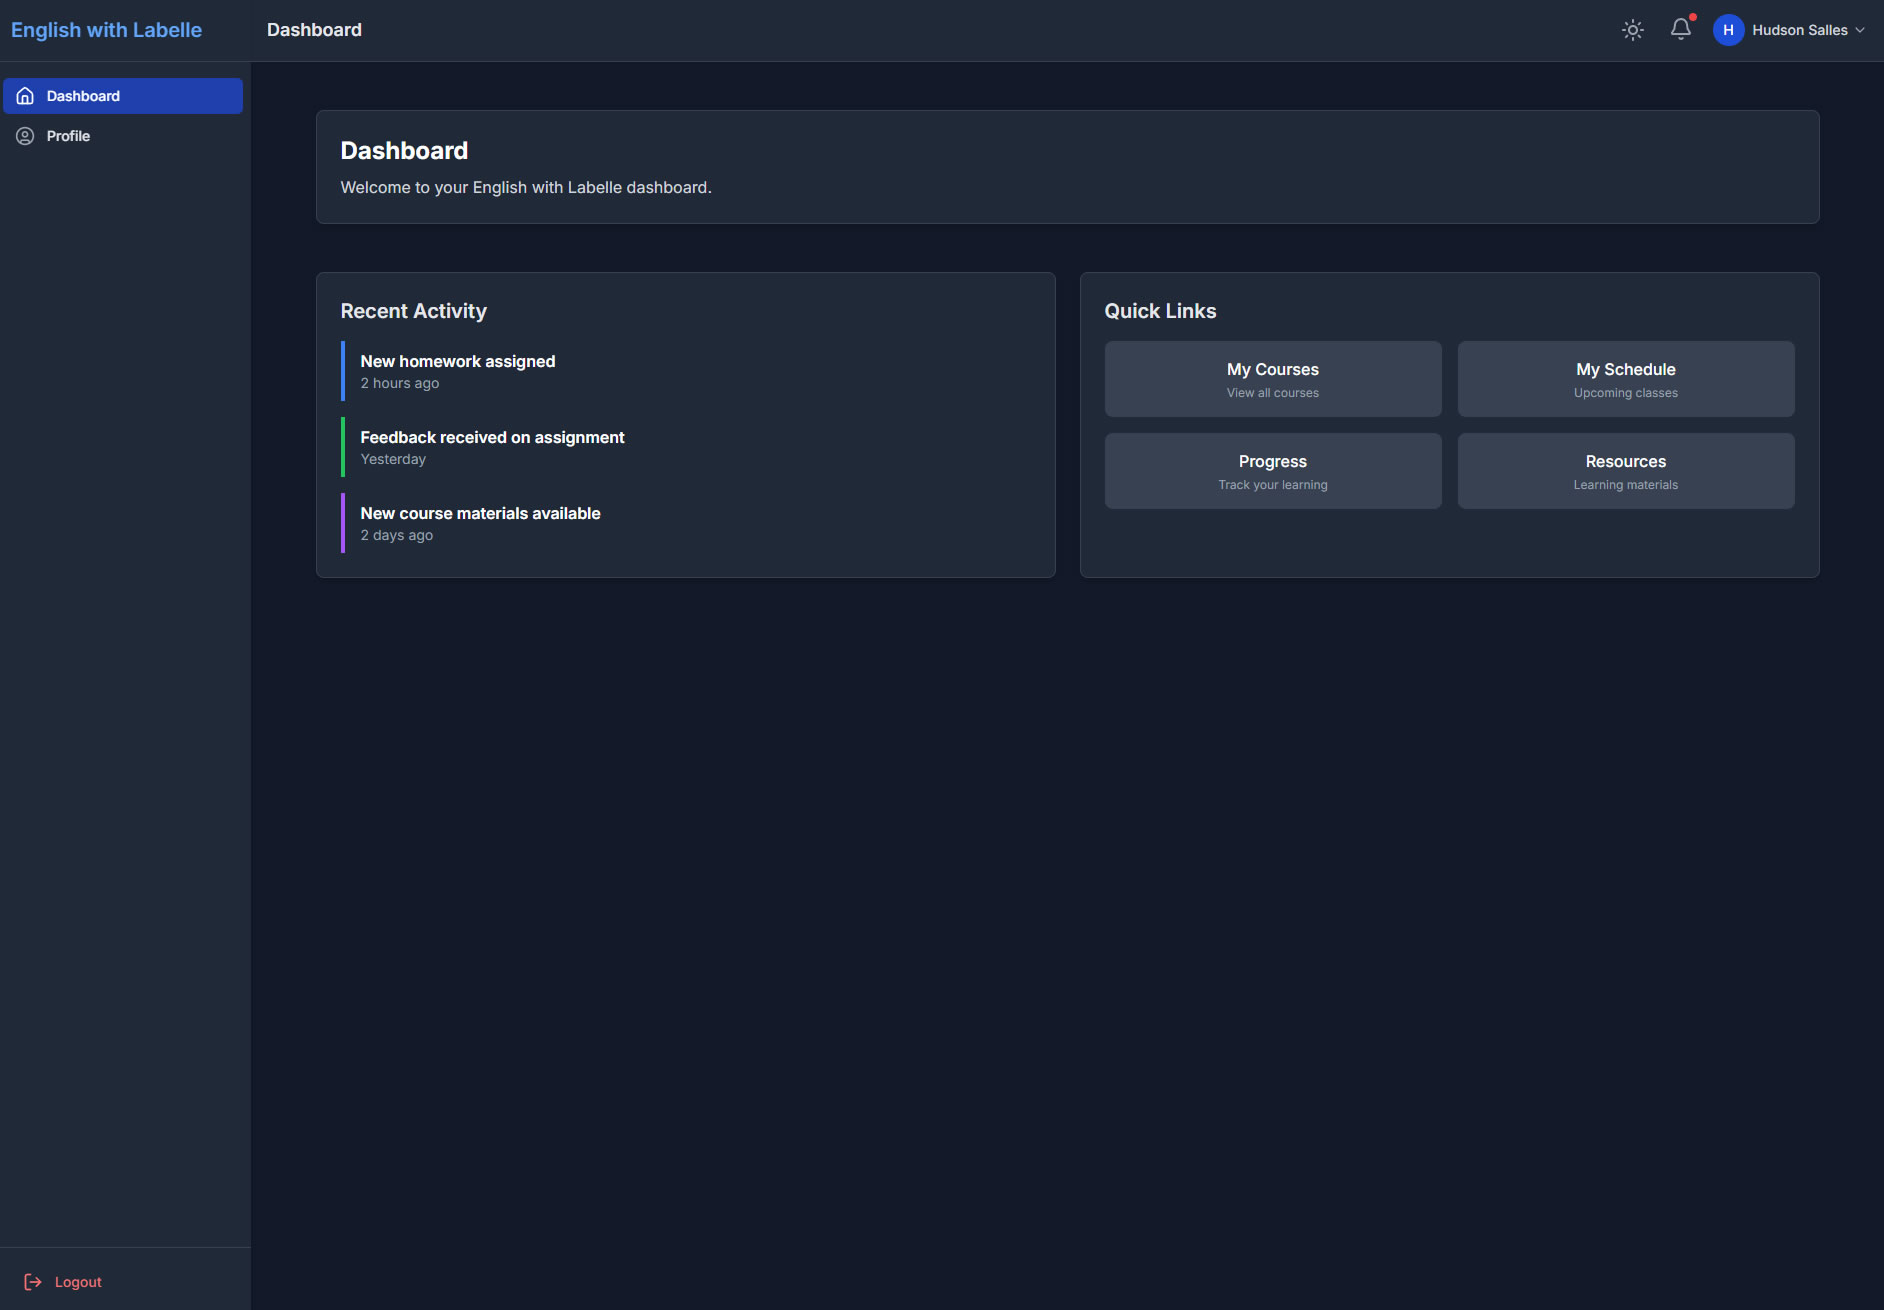 English with Labelle
Dashboard
H
Hudson Salles
Dashboard
Profile
Dashboard
Welcome to your English with Labelle dashboard.
Recent Activity
New homework assigned
2 hours ago
Feedback received on assignment
Yesterday
New course materials available
2 days ago
Quick Links
My Courses
View all courses
My Schedule
Upcoming classes
Progress
Track your learning
Resources
Learning materials
Logout